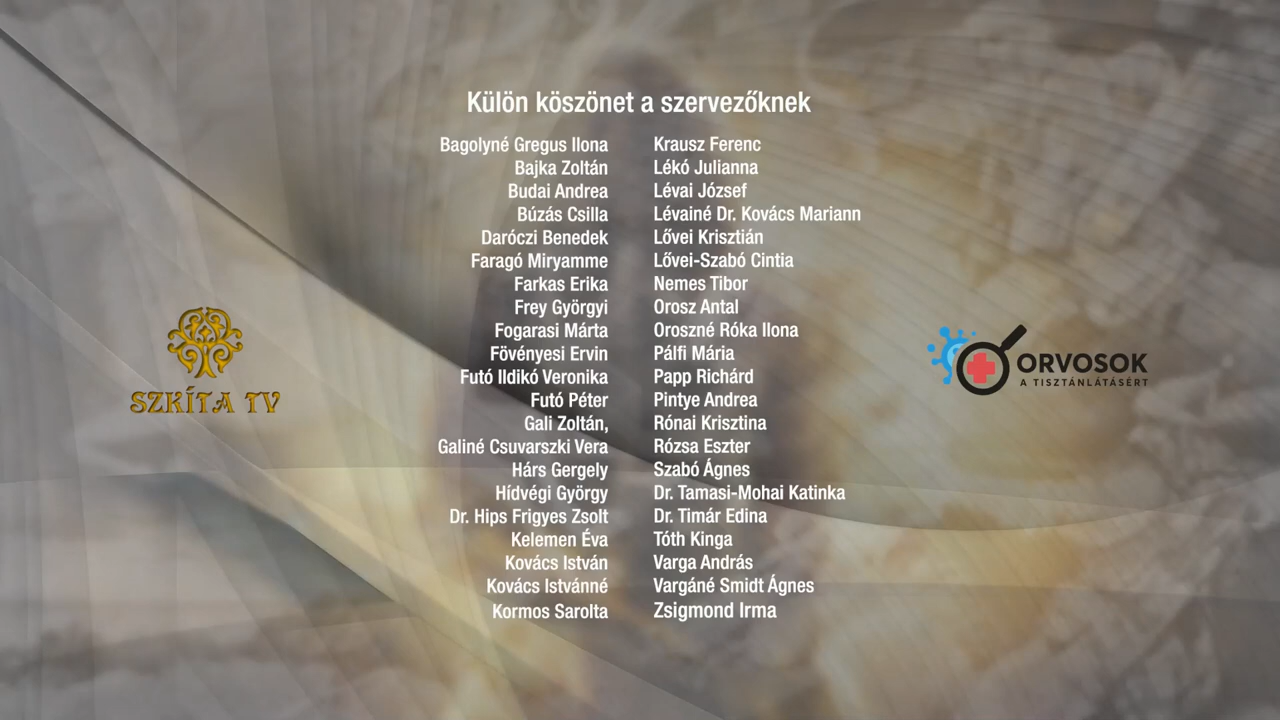 Külön köszönet a szervezőknek
Bagolyné Gregus Ilona
Bajka Zoltán
Budai Andrea
Búzás Csilla
Daróczi Benedek
Faragó Miryamme
Farkas Erika
Frey Györgyi
Fogarasi Márta
Fövényesi Ervin
Futó Ildikó Veronika
Futó Péter
Gali Zoltán,
Galiné Csuvarszki Vera
Hárs Gergely
Hídvégi György
Dr. Hips Frigyes Zsolt
Kelemen Éva
Kovács István
Kovács Istvánné
Kormos Sarolta
Krausz Ferenc
Lékó Julianna
Lévai József
Lévainé Dr. Kovács Mariann
Lővei Krisztián
Lővei-Szabó Cintia
Nemes Tibor
Orosz Antal
Oroszné Róka Ilona
Pálfi Mária
Papp Richárd
Pintye Andrea
Rónai Krisztina
Rózsa Eszter
Szabó Ágnes
Dr. Tamasi-Mohai Katinka
Dr. Timár Edina
Tóth Kinga
Varga András
Vargáné Smidt Ágnes
Zsigmond Irma
SZKÍTA TV
ORVOSOK
A TISZTÁNLÁTÁSÉRT